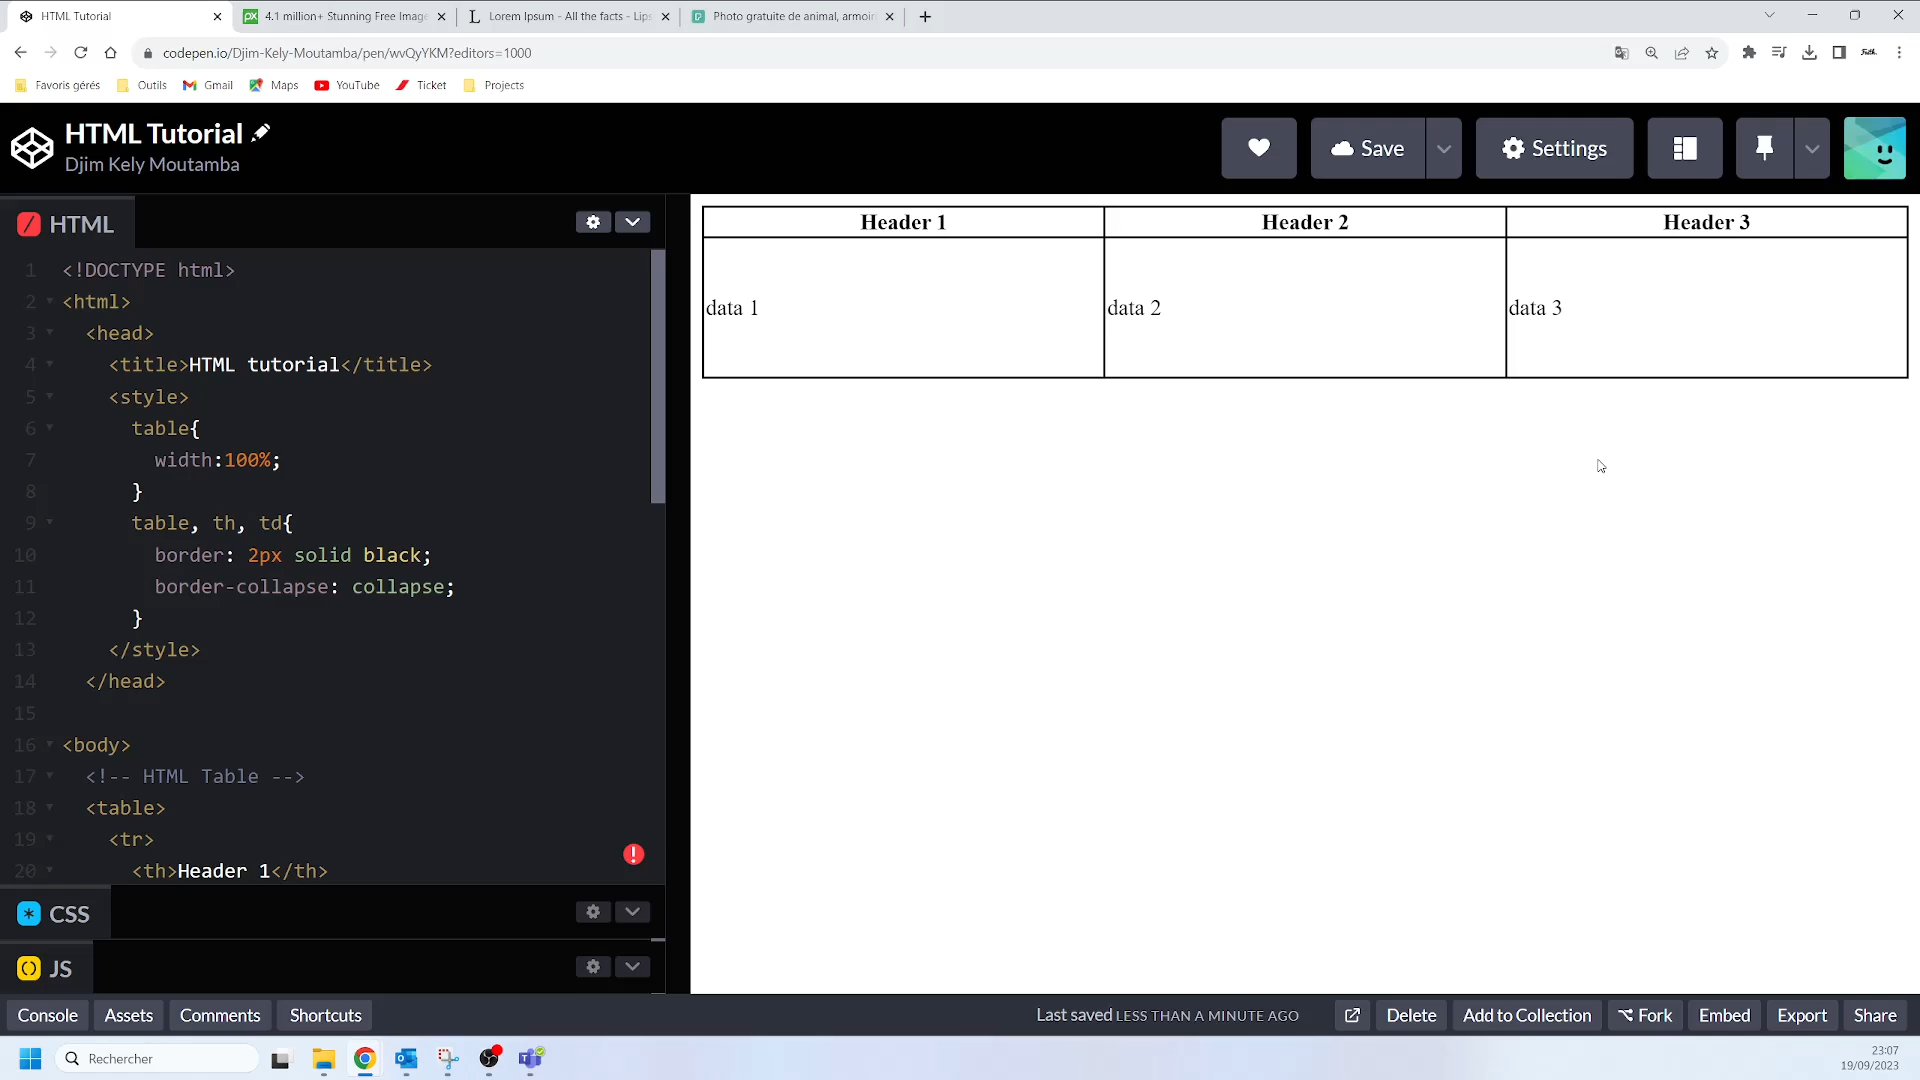 HTML Tutorial
4.1 million+ Stunning Free Image
Lorem Ipsum - All the facts - Lips
Photo gratuite de animal, armoir
codepen.io/Djim-Kely-Moutamba/pen/wvQyYKM?editors=1000
Favoris gérés
Outils
Gmail
Maps
YouTube
Ticket
Projects
HTML Tutorial
Djim Kely Moutamba
Save
Settings
HTML
1 <!DOCTYPE html>
2 <html>
3 <head>
4 <title>HTML tutorial</title>
5 <style>
6 table{
7 width:100%;
8 }
9 table, th, td{
10 border: 2px solid black;
11 border-collapse: collapse;
12 }
13 </style>
14 </head>
15
16 <body>
17 <!-- HTML Table -->
18 <table>
19 <tr>
20 <th>Header 1</th>
CSS
JS
Header 1 Header 2 Header 3
data 1 data 2 data 3
Console
Assets
Comments
Shortcuts
Last saved LESS THAN A MINUTE AGO
Delete
Add to Collection
Fork
Embed
Export
Share
Rechercher
23:07
19/09/2023